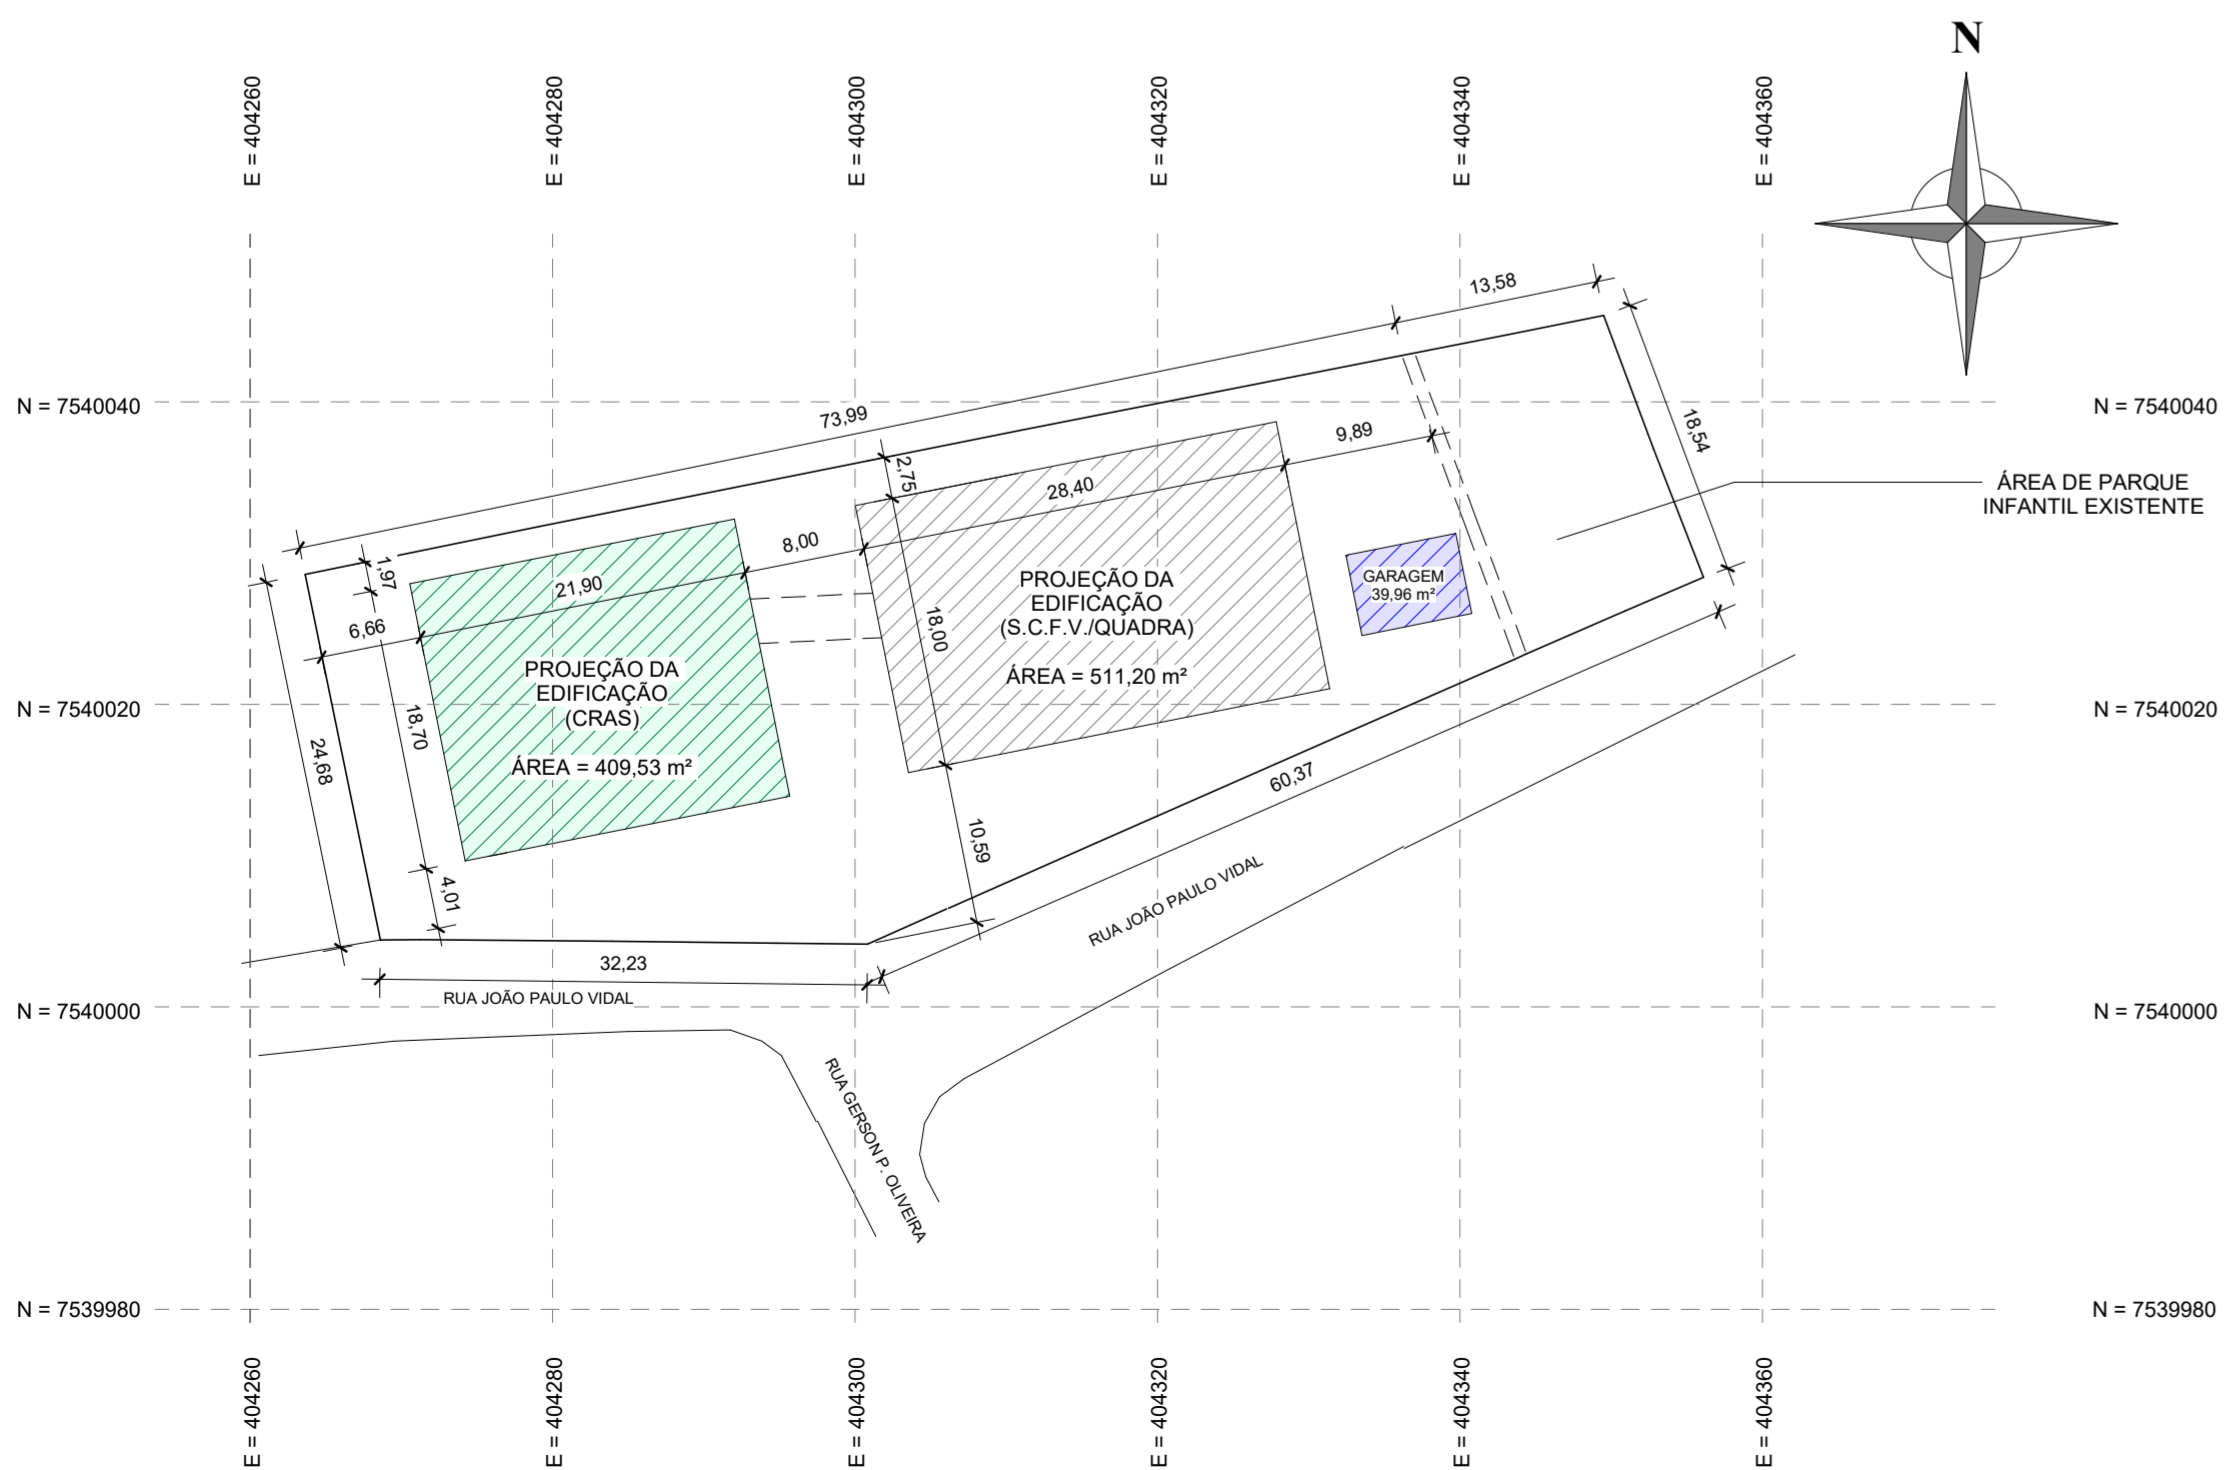 N
E = 404260
E = 404280
E = 404300
E = 404320
E = 404340
E = 404360
13,58
N = 7540040
N = 7540040
73,99
18,54
9,89
2,75
28,40
ÁREA DE PARQUE
INFANTIL EXISTENTE
8,00
1,97
21,90
6,66
18,00
PROJEÇÃO DA
EDIFICAÇÃO
(S.C.F.V./QUADRA)
ÁREA = 511,20 m²
GARAGEM
39,96 m²
PROJEÇÃO DA
EDIFICAÇÃO
(CRAS)
ÁREA = 409,53 m²
N = 7540020
N = 7540020
18,70
24,68
60,37
10,59
4,01
RUA JOÃO PAULO VIDAL
32,23
RUA JOÃO PAULO VIDAL
N = 7540000
N = 7540000
RUA GERSON P. OLIVEIRA
N = 7539980
N = 7539980
E = 404260
E = 404280
E = 404300
E = 404320
E = 404340
E = 404360